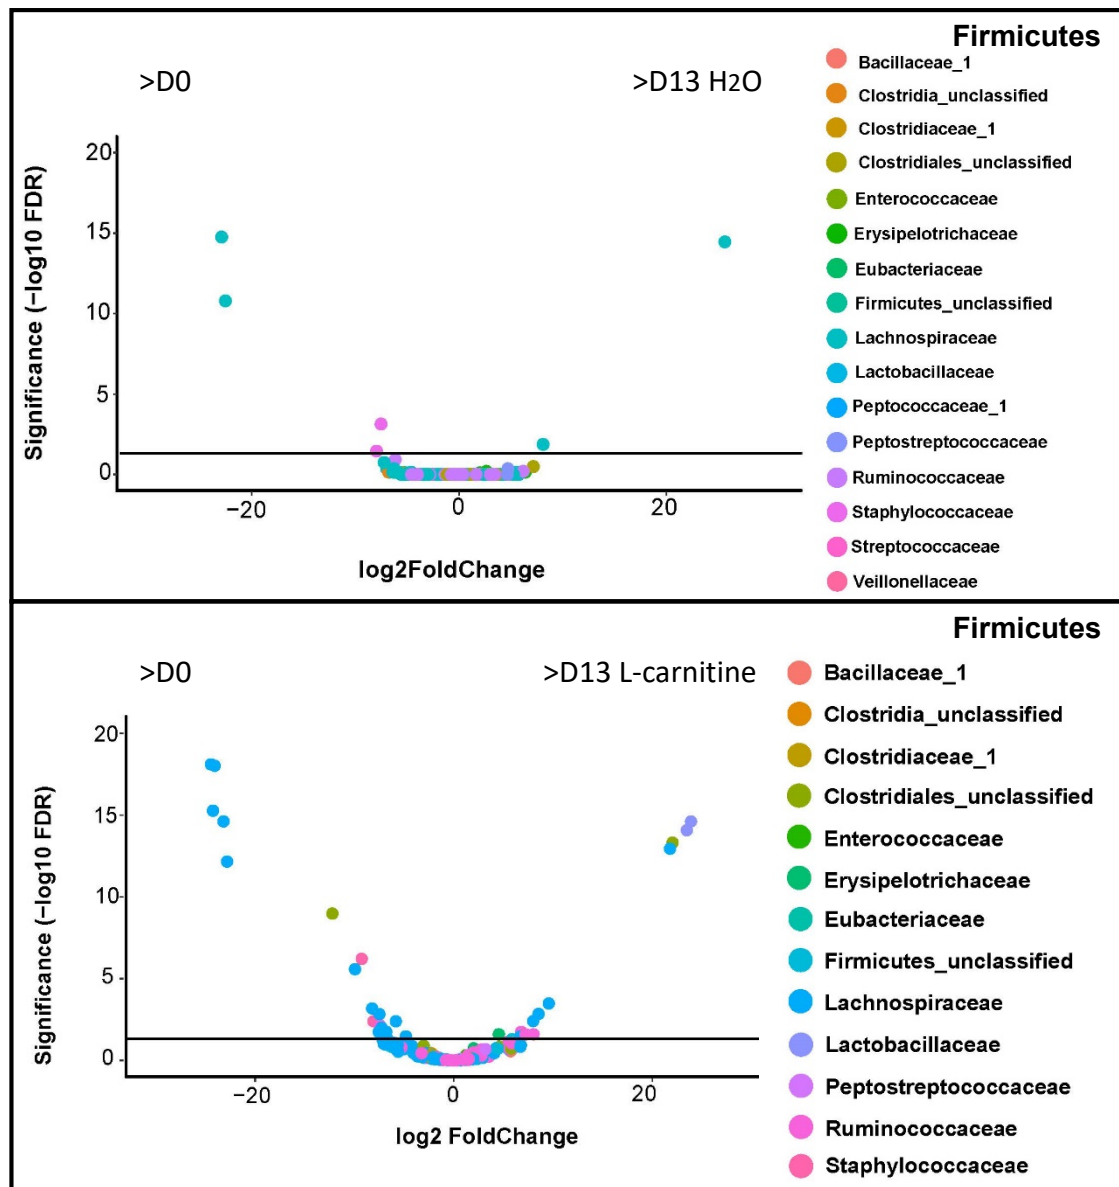 Firmicutes
>D0
>D13 H2O
Bacillaceae_1
Clostridia_unclassified
Clostridiaceae_1
Clostridiales_unclassified
Enterococcaceae
Erysipelotrichaceae
Eubacteriaceae
Firmicutes_unclassified
Lachnospiraceae
Lactobacillaceae
Peptococcaceae_1
Peptostreptococcaceae
Ruminococcaceae
Staphylococcaceae
Streptococcaceae
Veillonellaceae
Significance (−log10 FDR)
20
15
10
5
0
−20
0
20
log2FoldChange
Firmicutes
>D0
>D13 L-carnitine
Bacillaceae_1
Clostridia_unclassified
Clostridiaceae_1
Clostridiales_unclassified
Enterococcaceae
Erysipelotrichaceae
Eubacteriaceae
Firmicutes_unclassified
Lachnospiraceae
Lactobacillaceae
Peptostreptococcaceae
Ruminococcaceae
Staphylococcaceae
Significance (−log10 FDR)
20
15
10
5
0
−20
0
20
log2 FoldChange